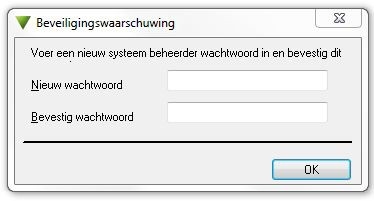 Beveiligingswaarschuwing
Voer een nieuw systeem beheerder wachtwoord in en bevestig dit
Nieuw wachtwoord
Bevestig wachtwoord
OK